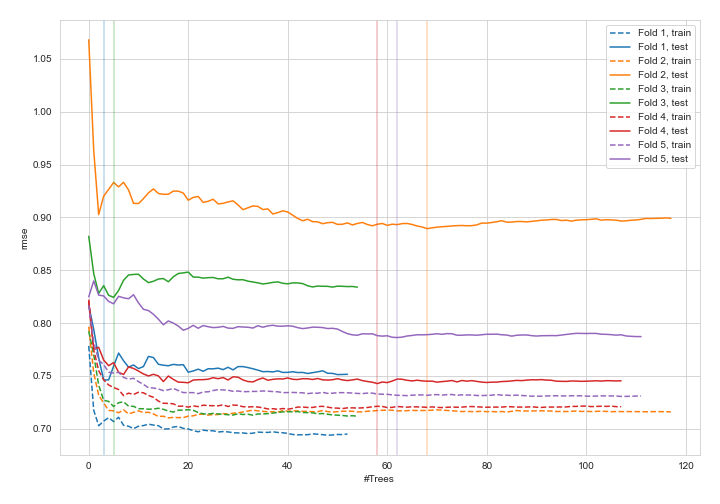 Fold 1, train
Fold 1, test
Fold 2, train
Fold 2, test
Fold 3, train
Fold 3, test
Fold 4, train
Fold 4, test
Fold 5, train
Fold 5, test
1.05
1.00
0.95
0.90
0.85
0.80
0.75
0.70
rmse
0
20
40
60
80
100
120
#Trees